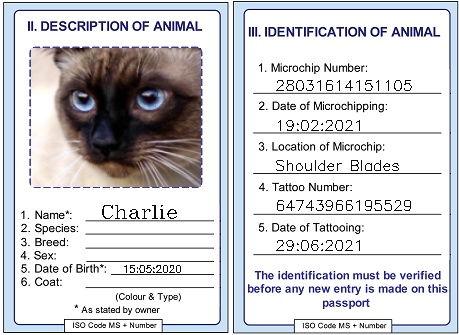 II. DESCRIPTION OF ANIMAL
1. Name*: Charlie
2. Species:
3. Breed:
4. Sex:
5. Date of Birth*: 15:05:2020
6. Coat:
(Colour & Type)
* As stated by owner
ISO Code MS + Number
III. IDENTIFICATION OF ANIMAL
1. Microchip Number:
28031614151105
2. Date of Microchipping:
19:02:2021
3. Location of Microchip:
Shoulder Blades
4. Tattoo Number:
64743966195529
5. Date of Tattooing:
29:06:2021
The identification must be verified
before any new entry is made on this
passport
ISO Code MS + Number